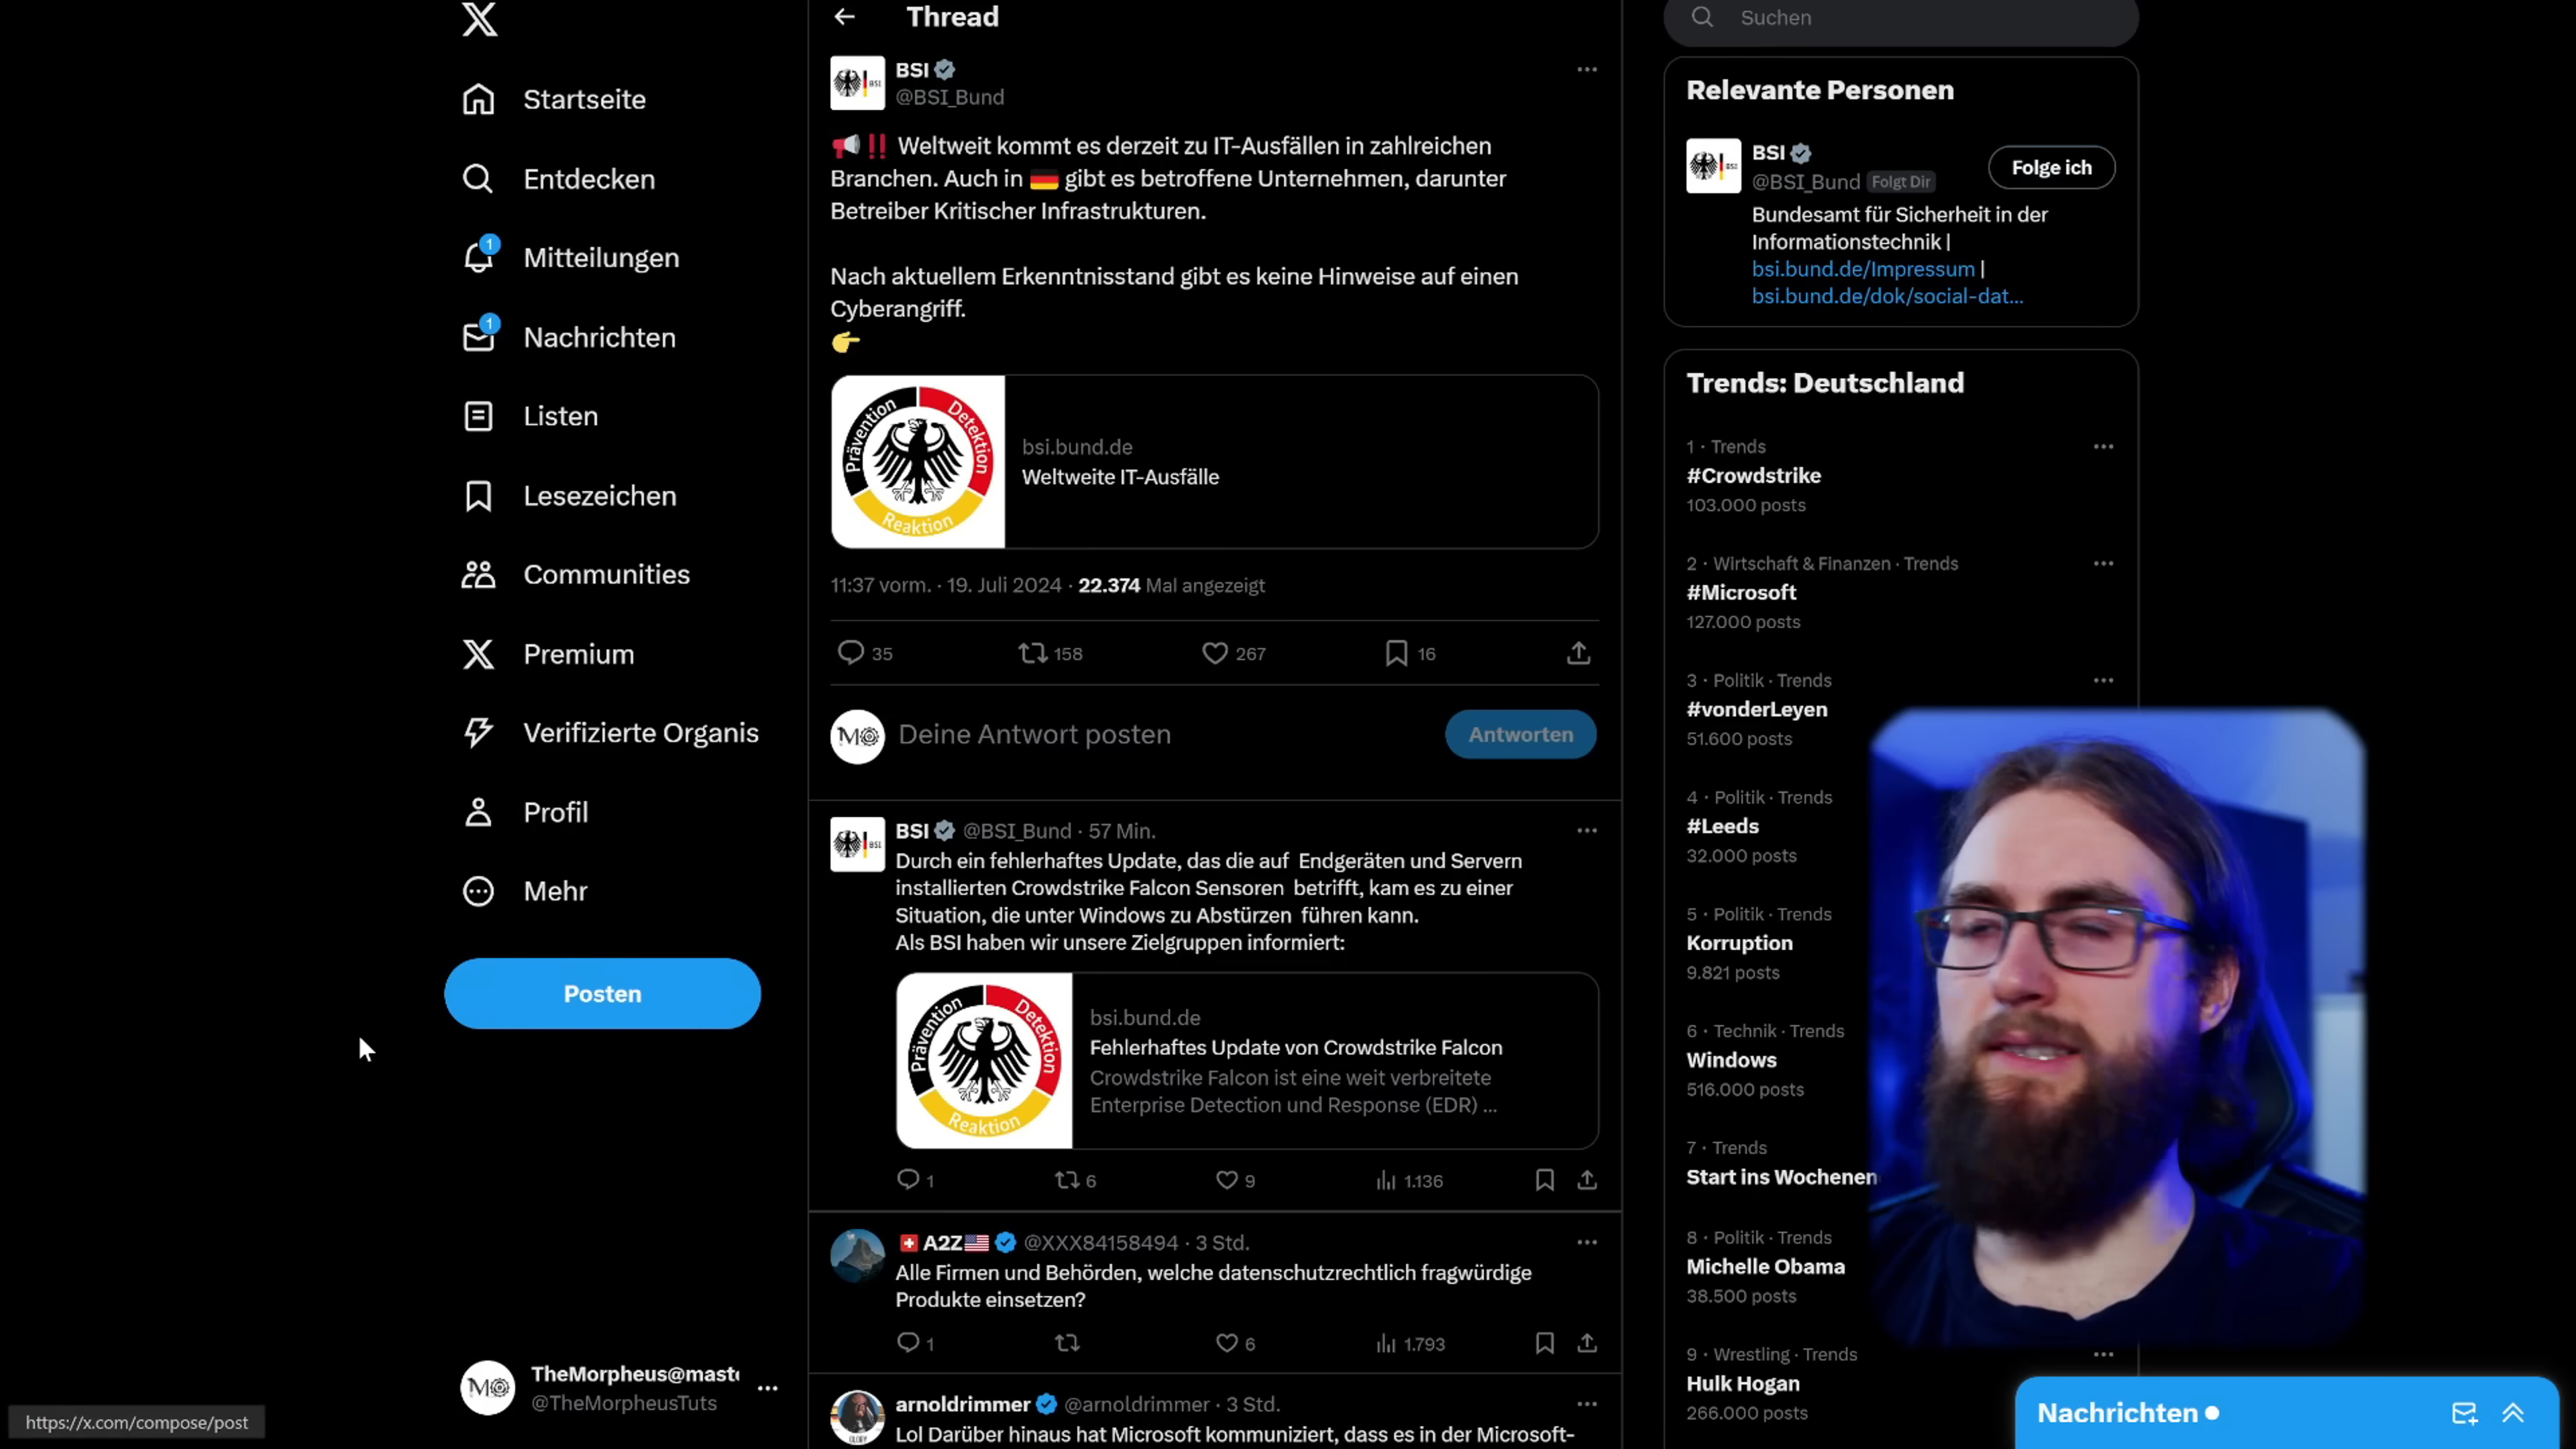 Startseite
Entdecken
1
Mitteilungen
1
Nachrichten
Listen
Lesezeichen
Communities
Premium
Verifizierte Organis
Profil
Mehr
Posten
TheMorpheus@mast
@TheMorpheusTuts
https://x.com/compose/post
Thread
BSI
BSI
@BSI_Bund
Weltweit kommt es derzeit zu IT-Ausfällen in zahlreichen
Branchen. Auch in gibt es betroffene Unternehmen, darunter
Betreiber Kritischer Infrastrukturen.
Nach aktuellem Erkenntnisstand gibt es keine Hinweise auf einen
Cyberangriff.
Prävention
Detektion
Reaktion
bsi.bund.de
Weltweite IT-Ausfälle
11:37 vorm. · 19. Juli 2024 · 22.374 Mal angezeigt
35
158
267
16
Deine Antwort posten
Antworten
BSI
BSI @BSI_Bund · 57 Min.
Durch ein fehlerhaftes Update, das die auf Endgeräten und Servern
installierten Crowdstrike Falcon Sensoren betrifft, kam es zu einer
Situation, die unter Windows zu Abstürzen führen kann.
Als BSI haben wir unsere Zielgruppen informiert:
Prävention
Detektion
Reaktion
bsi.bund.de
Fehlerhaftes Update von Crowdstrike Falcon
Crowdstrike Falcon ist eine weit verbreitete
Enterprise Detection und Response (EDR) ...
1
6
9
1.136
A2Z @XXX84158494 · 3 Std.
Alle Firmen und Behörden, welche datenschutzrechtlich fragwürdige
Produkte einsetzen?
1
6
1.793
arnoldrimmer @arnoldrimmer · 3 Std.
Lol Darüber hinaus hat Microsoft kommuniziert, dass es in der Microsoft-
Suchen
Relevante Personen
BSI
BSI
@BSI_Bund Folgt Dir
Folge ich
Bundesamt für Sicherheit in der
Informationstechnik |
bsi.bund.de/Impressum |
bsi.bund.de/dok/social-dat...
Trends: Deutschland
1 · Trends
#Crowdstrike
103.000 posts
2 · Wirtschaft & Finanzen · Trends
#Microsoft
127.000 posts
3 · Politik · Trends
#vonderLeyen
51.600 posts
4 · Politik · Trends
#Leeds
32.000 posts
5 · Politik · Trends
Korruption
9.821 posts
6 · Technik · Trends
Windows
516.000 posts
7 · Trends
Start ins Wochenen
8 · Politik · Trends
Michelle Obama
38.500 posts
9 · Wrestling · Trends
Hulk Hogan
266.000 posts
Nachrichten